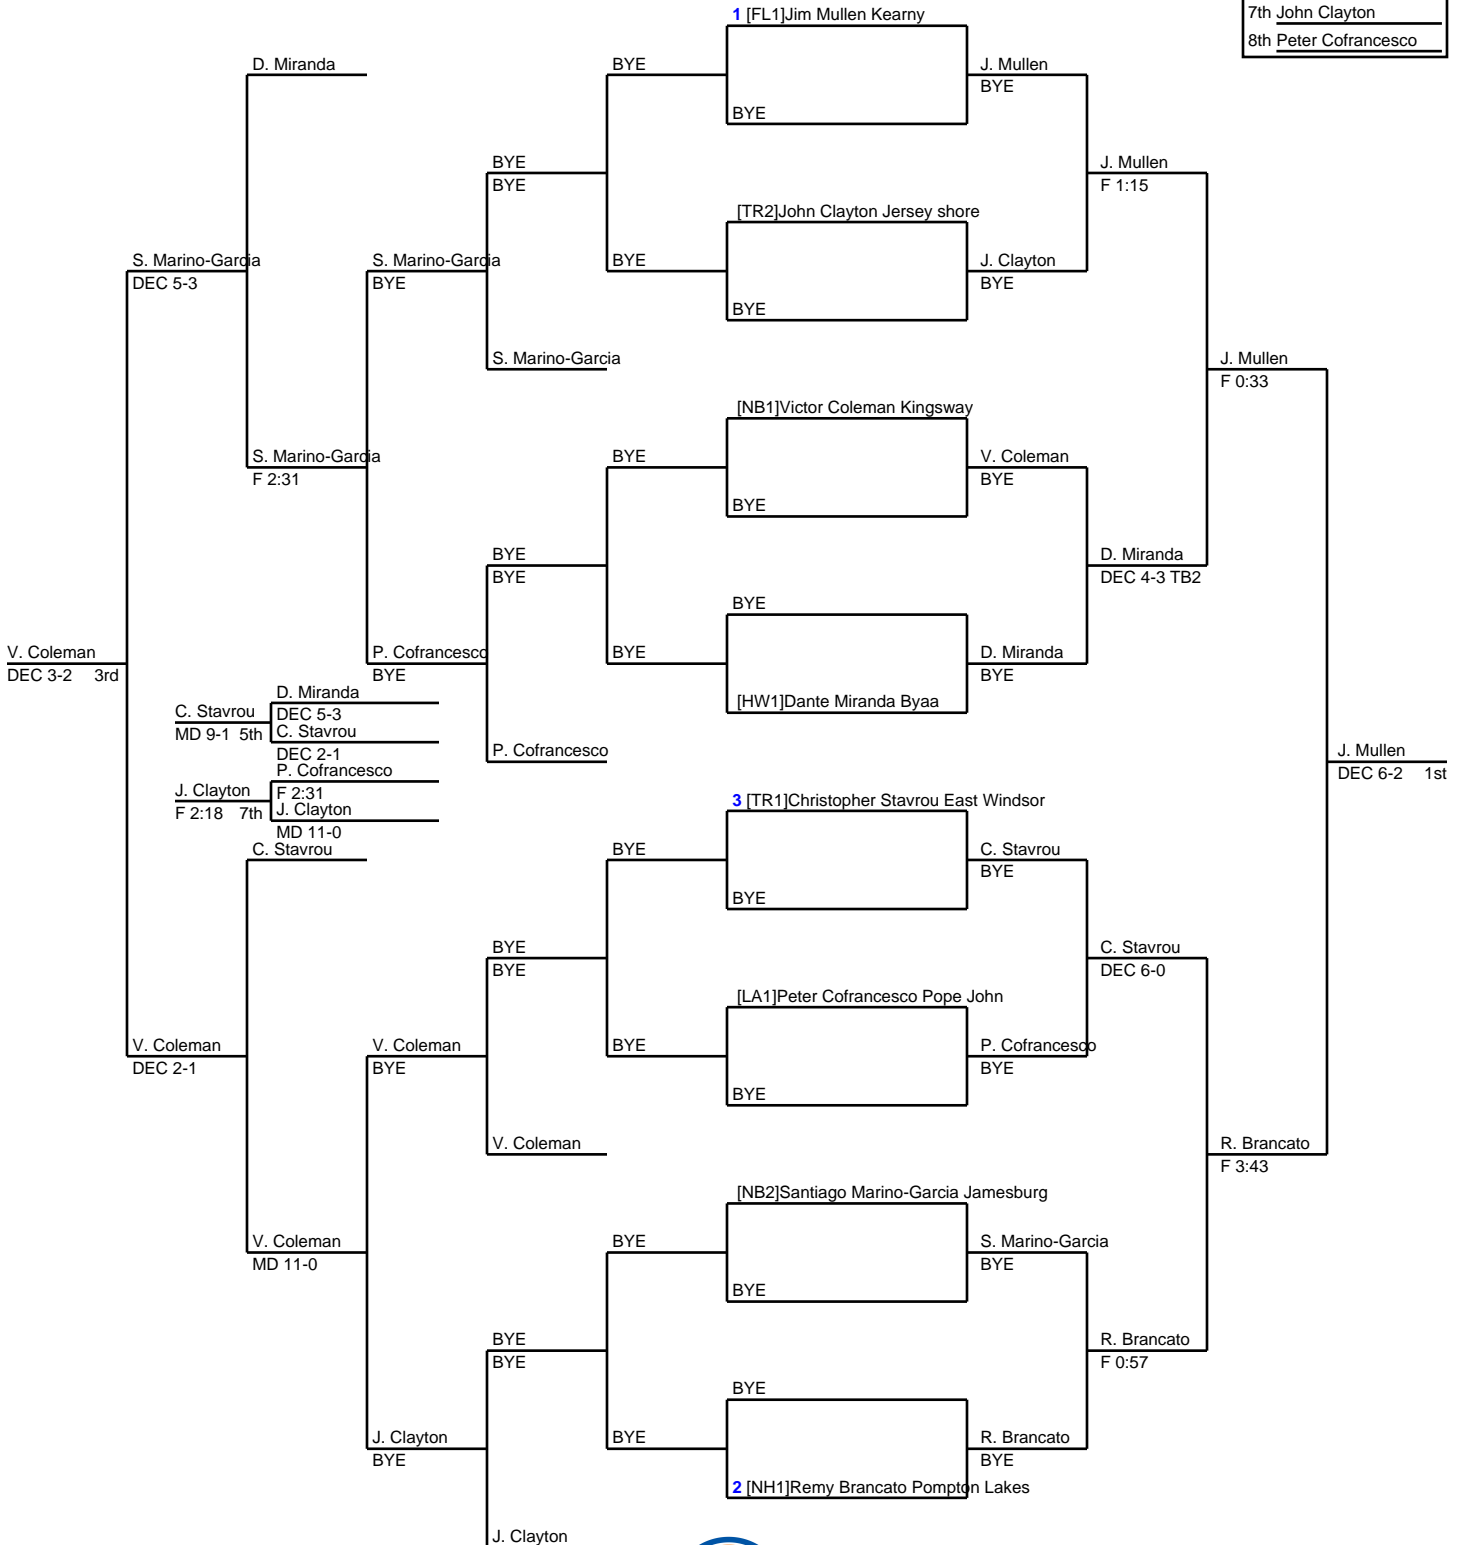 1 [FL1]Jim Mullen Kearny
7th John Clayton
8th Peter Cofrancesco
D. Miranda
BYE
J. Mullen
BYE
BYE
BYE
BYE
J. Mullen
F 1:15
[TR2]John Clayton Jersey shore
S. Marino-Garcia
DEC 5-3
S. Marino-Garcia
BYE
BYE
J. Clayton
BYE
BYE
S. Marino-Garcia
J. Mullen
F 0:33
[NB1]Victor Coleman Kingsway
S. Marino-Garcia
F 2:31
BYE
V. Coleman
BYE
BYE
BYE
BYE
D. Miranda
DEC 4-3 TB2
BYE
V. Coleman
DEC 3-2 3rd
P. Cofrancesco
BYE
BYE
D. Miranda
BYE
[HW1]Dante Miranda Byaa
D. Miranda
DEC 5-3
C. Stavrou
MD 9-1 5th
C. Stavrou
DEC 2-1
P. Cofrancesco
J. Mullen
DEC 6-2 1st
P. Cofrancesco
F 2:31
J. Clayton
F 2:18 7th
J. Clayton
MD 11-0
3 [TR1]Christopher Stavrou East Windsor
C. Stavrou
BYE
C. Stavrou
BYE
BYE
BYE
BYE
C. Stavrou
DEC 6-0
[LA1]Peter Cofrancesco Pope John
V. Coleman
DEC 2-1
V. Coleman
BYE
BYE
P. Cofrancesco
BYE
BYE
V. Coleman
R. Brancato
F 3:43
[NB2]Santiago Marino-Garcia Jamesburg
V. Coleman
MD 11-0
BYE
S. Marino-Garcia
BYE
BYE
BYE
BYE
R. Brancato
F 0:57
BYE
J. Clayton
BYE
BYE
R. Brancato
BYE
2 [NH1]Remy Brancato Pompton Lakes
J. Clayton